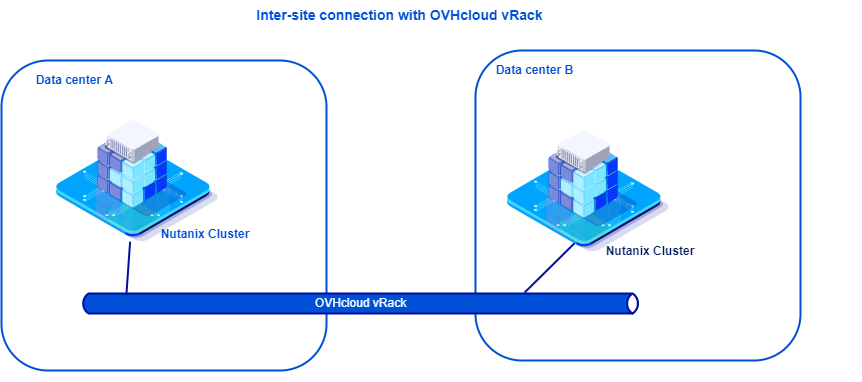 Inter-site connection with OVHcloud vRack
Data center A
Data center B
Nutanix Cluster
Nutanix Cluster
OVHcloud vRack